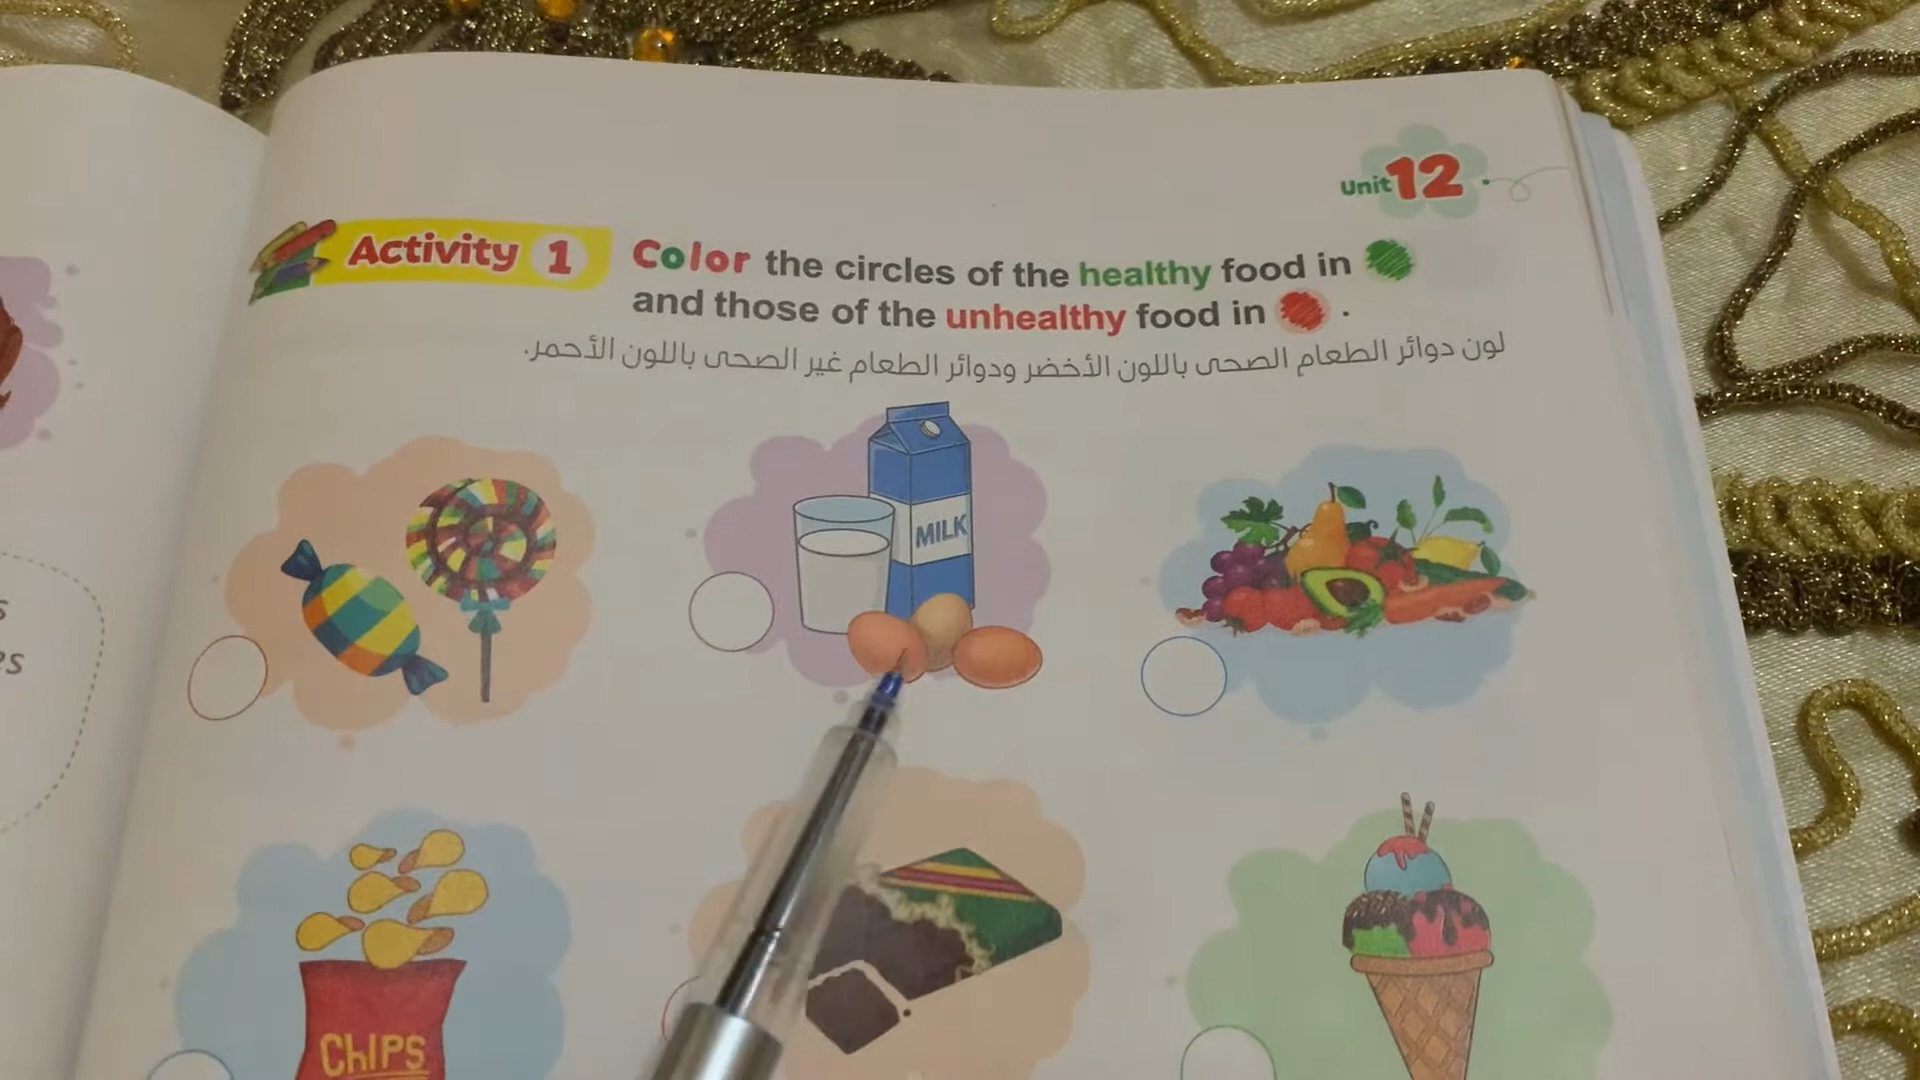 Unit 12
Activity 1
Color the circles of the healthy food in
and those of the unhealthy food in .
لون دوائر الطعام الصحى باللون الأخضر ودوائر الطعام غير الصحى باللون الأحمر.
MILK
CHIPS